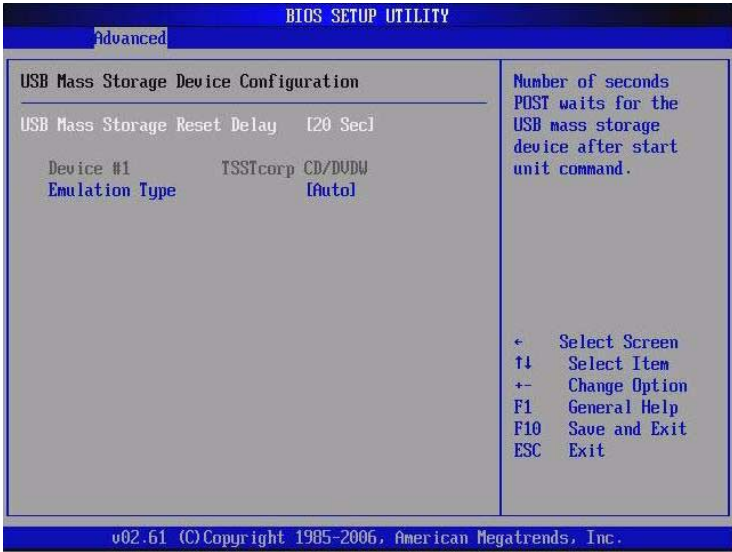 BIOS SETUP UTILITY
Advanced
USB Mass Storage Device Configuration
USB Mass Storage Reset Delay [20 Sec]
Device #1 TSSTcorp CD/DVDW
Emulation Type [Auto]
Number of seconds
POST waits for the
USB mass storage
device after start
unit command.
← Select Screen
↑↓ Select Item
+- Change Option
F1 General Help
F10 Save and Exit
ESC Exit
v02.61 (C)Copyright 1985-2006, American Megatrends, Inc.